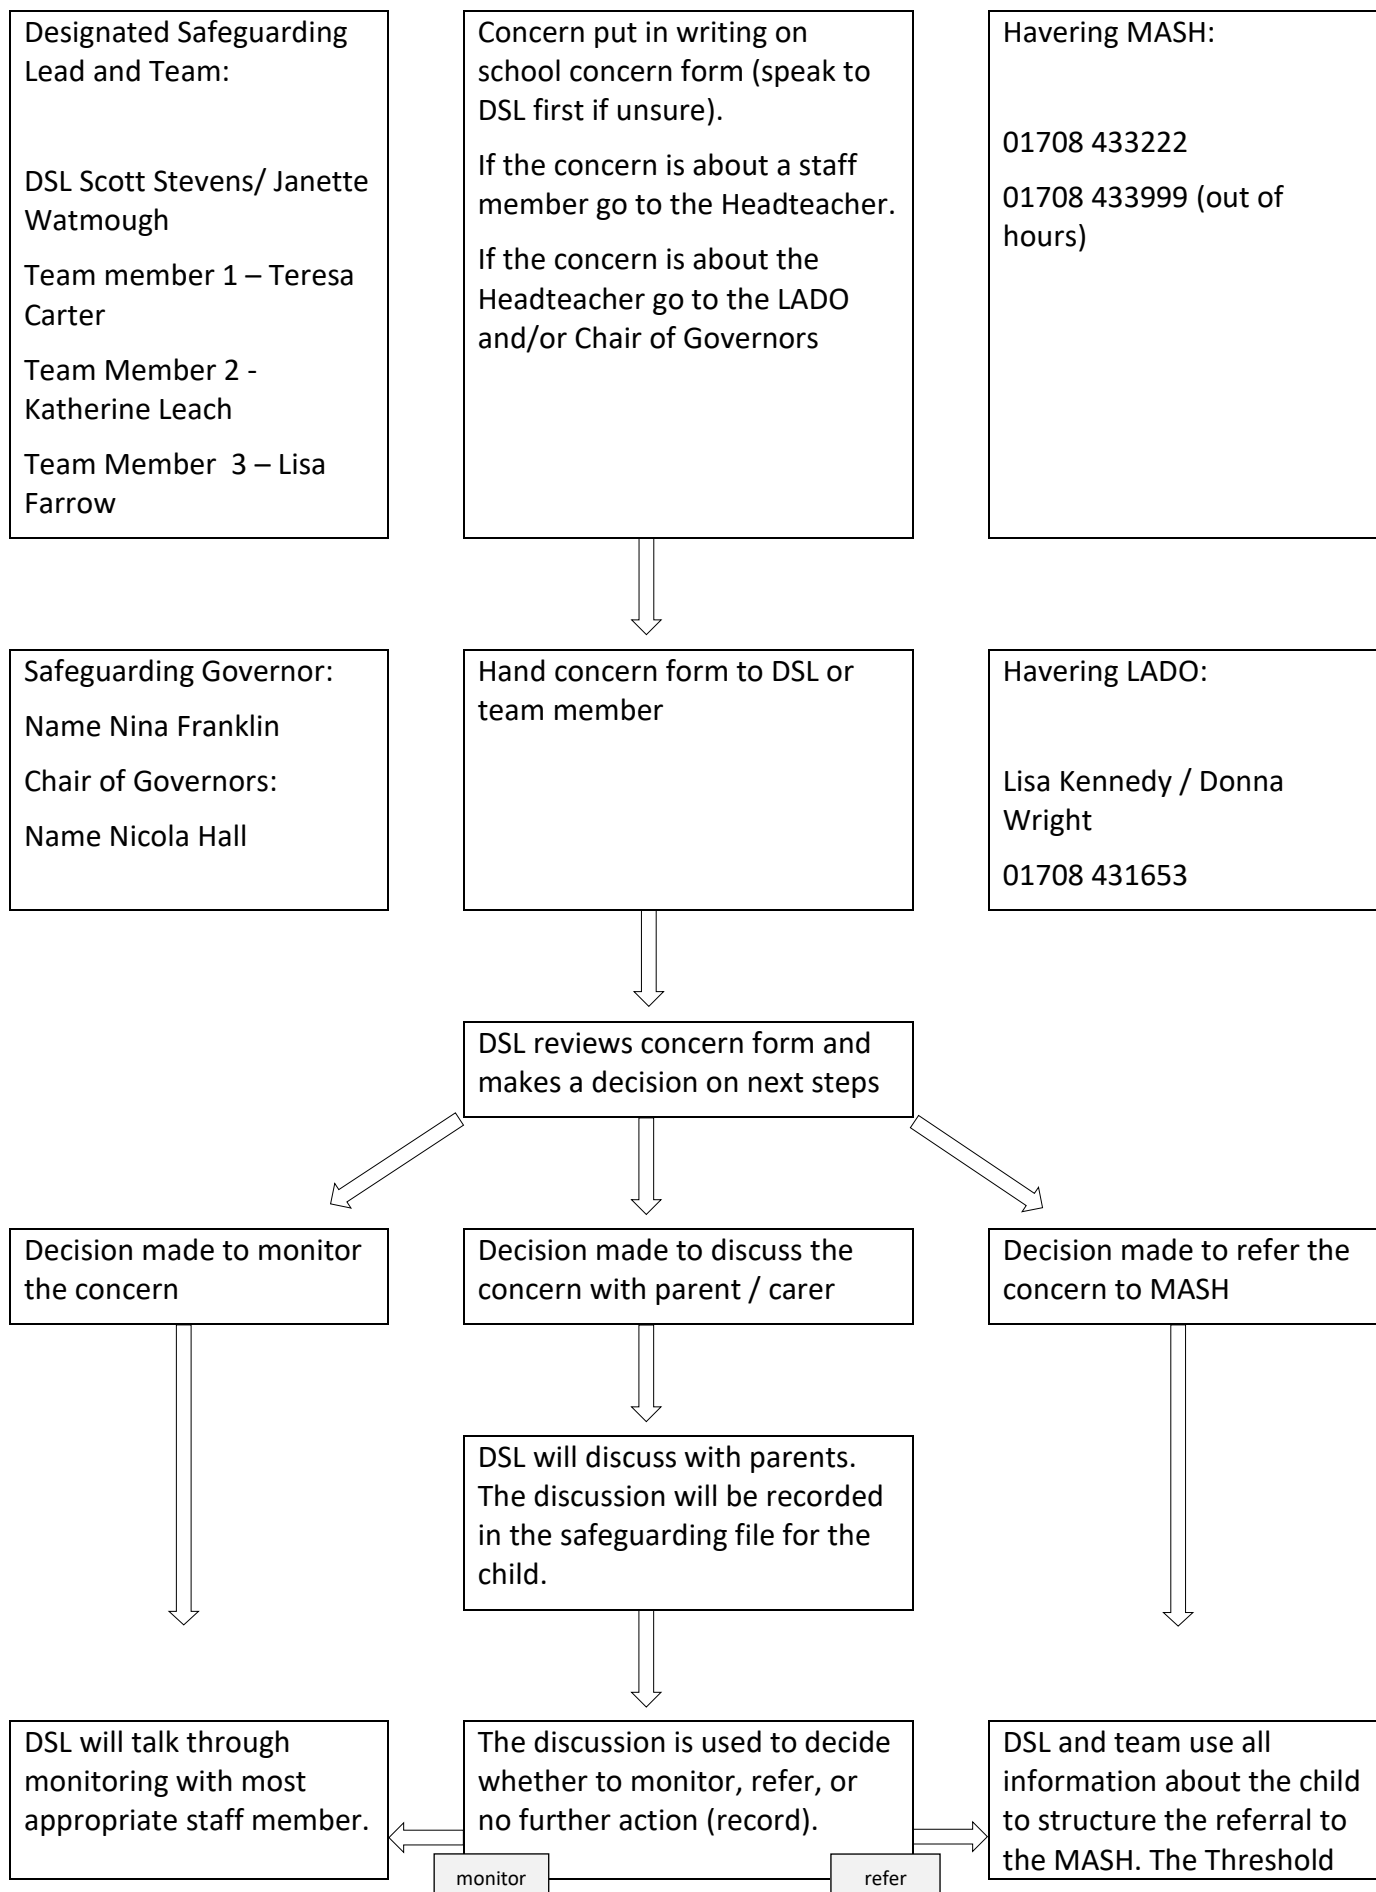 Designated Safeguarding
Lead and Team:
DSL Scott Stevens/ Janette
Watmough
Team member 1 – Teresa
Carter
Team Member 2 -
Katherine Leach
Team Member  3 – Lisa
Farrow
Concern put in writing on
school concern form (speak to
DSL first if unsure).
If the concern is about a staff
member go to the Headteacher.
If the concern is about the
Headteacher go to the LADO
and/or Chair of Governors
Havering MASH:
01708 433222
01708 433999 (out of
hours)
Safeguarding Governor:
Name Nina Franklin
Chair of Governors:
Name Nicola Hall
Hand concern form to DSL or
team member
Havering LADO:
Lisa Kennedy / Donna
Wright
01708 431653
DSL reviews concern form and
makes a decision on next steps
Decision made to monitor
the concern
Decision made to discuss the
concern with parent / carer
Decision made to refer the
concern to MASH
DSL will discuss with parents.
The discussion will be recorded
in the safeguarding file for the
child.
DSL will talk through
monitoring with most
appropriate staff member.
The discussion is used to decide
whether to monitor, refer, or
no further action (record).
DSL and team use all
information about the child
to structure the referral to
the MASH. The Threshold
monitor
refer